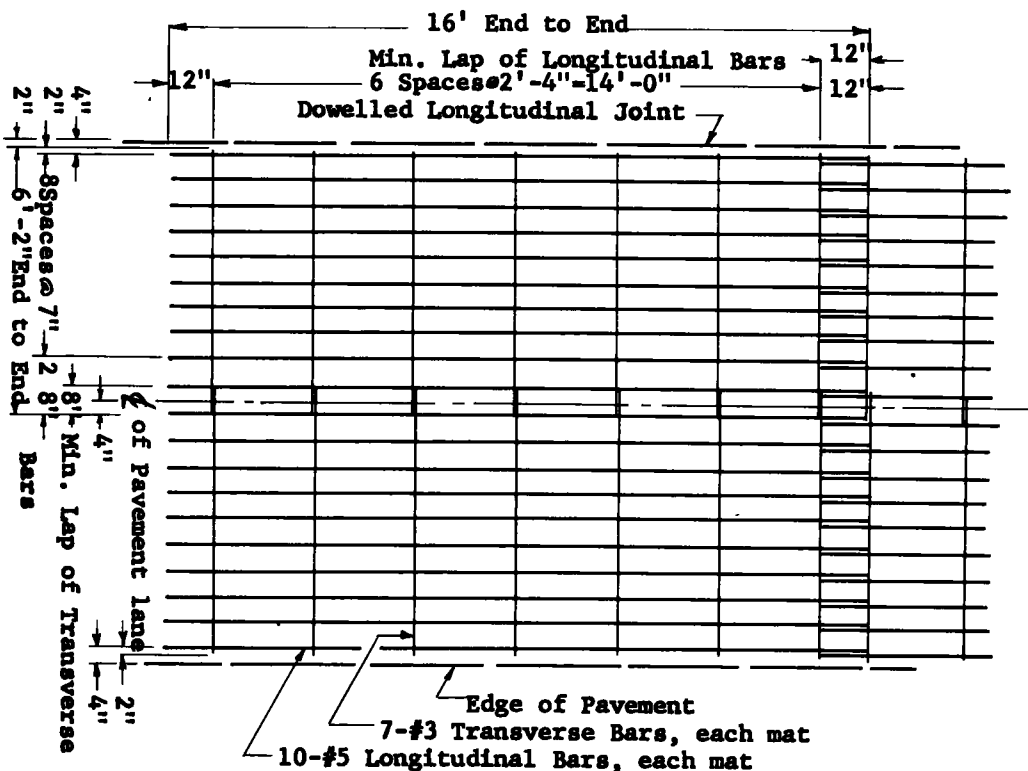 16' End to End
Min. Lap of Longitudinal Bars
12"
12"
6 Spaces@2'-4"=14'-0"
12"
Dowelled Longitudinal Joint
4"
2"
2"
8Spaces@ 7"
2 8"
6'-2"End to End
8"-Min. Lap of Transverse
Bars
4"
℄ of Pavement lane
2"
4"
Edge of Pavement
7-#3 Transverse Bars, each mat
10-#5 Longitudinal Bars, each mat